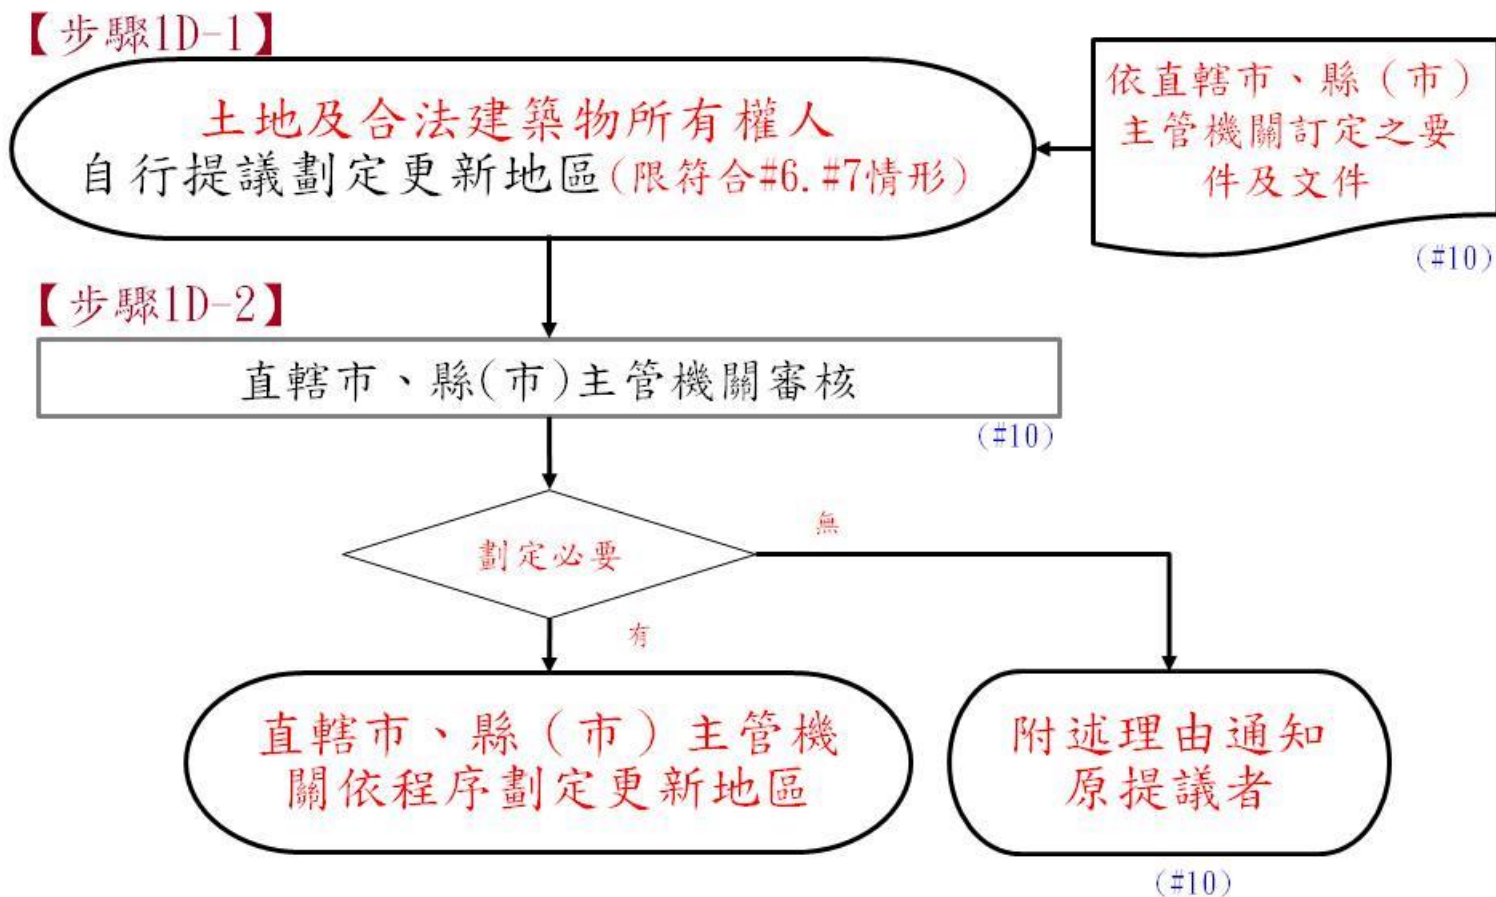 【步驟1D-1】
土地及合法建築物所有權人
自行提議劃定更新地區(限符合#6.#7情形)
依直轄市、縣（市）
主管機關訂定之要
件及文件
(#10)
【步驟1D-2】
直轄市、縣(市)主管機關審核
(#10)
劃定必要
無
有
直轄市、縣（市）主管機
關依程序劃定更新地區
附述理由通知
原提議者
(#10)